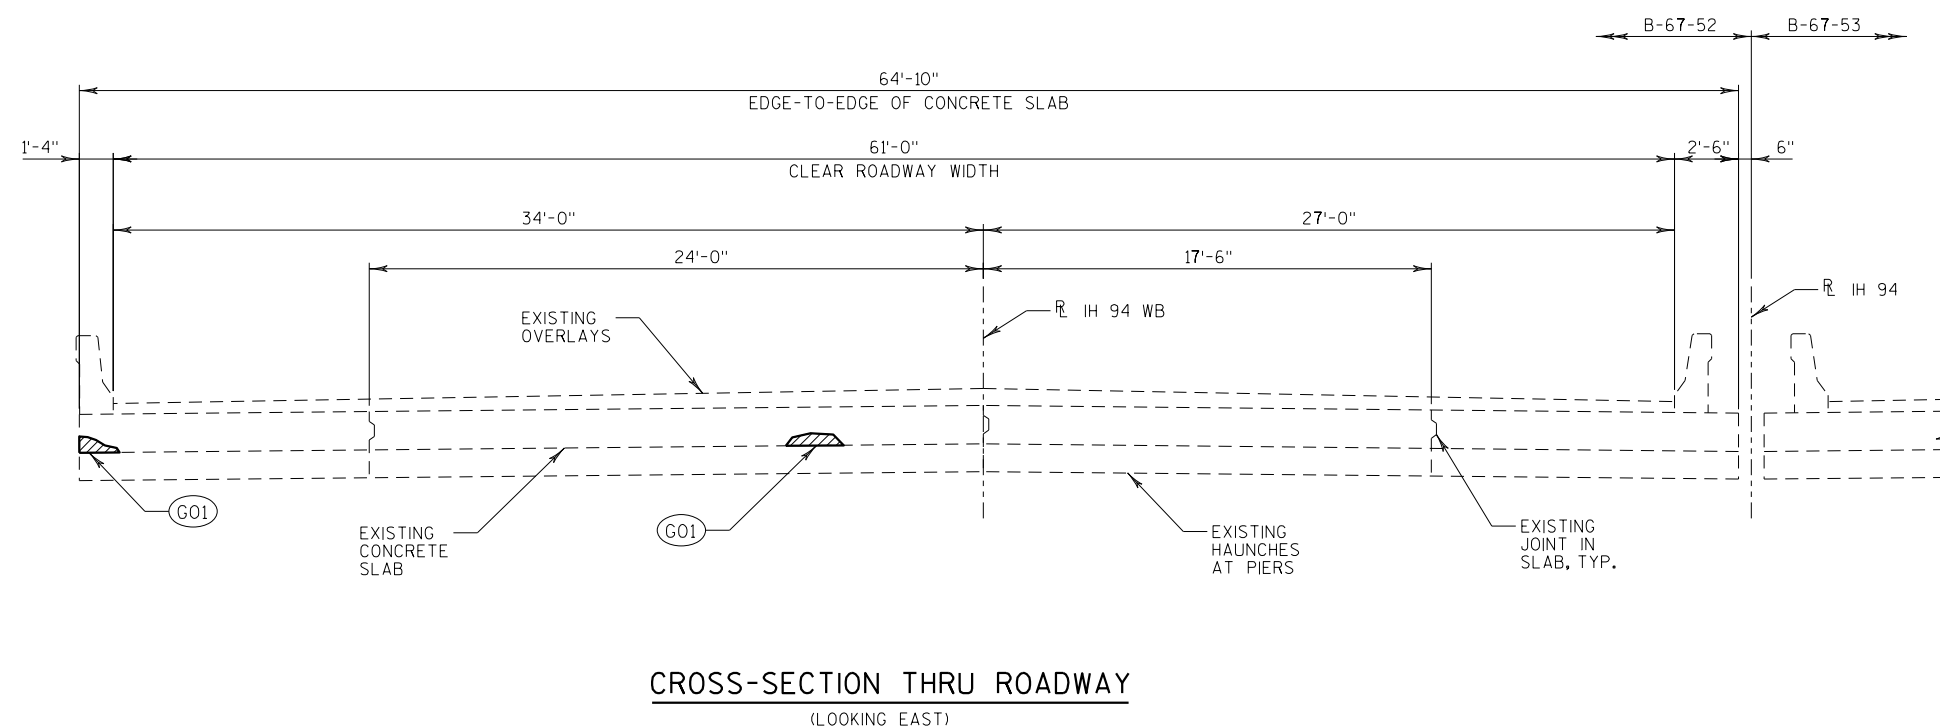 B-67-52
B-67-53
64'-10"
EDGE-TO-EDGE OF CONCRETE SLAB
1'-4"
61'-0"
CLEAR ROADWAY WIDTH
2'-6"
6"
34'-0"
27'-0"
24'-0"
17'-6"
EXISTING
OVERLAYS
RL IH 94 WB
RL IH 94
G01
EXISTING
CONCRETE
SLAB
G01
EXISTING
HAUNCHES
AT PIERS
EXISTING
JOINT IN
SLAB, TYP.
CROSS-SECTION THRU ROADWAY
(LOOKING EAST)